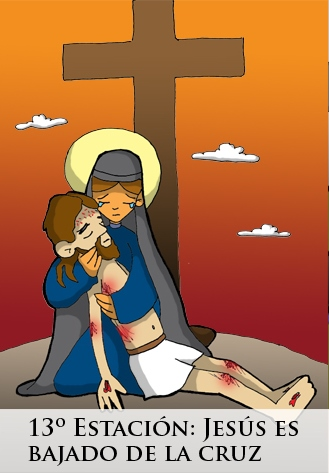 13º Estación: Jesús es
bajado de la cruz